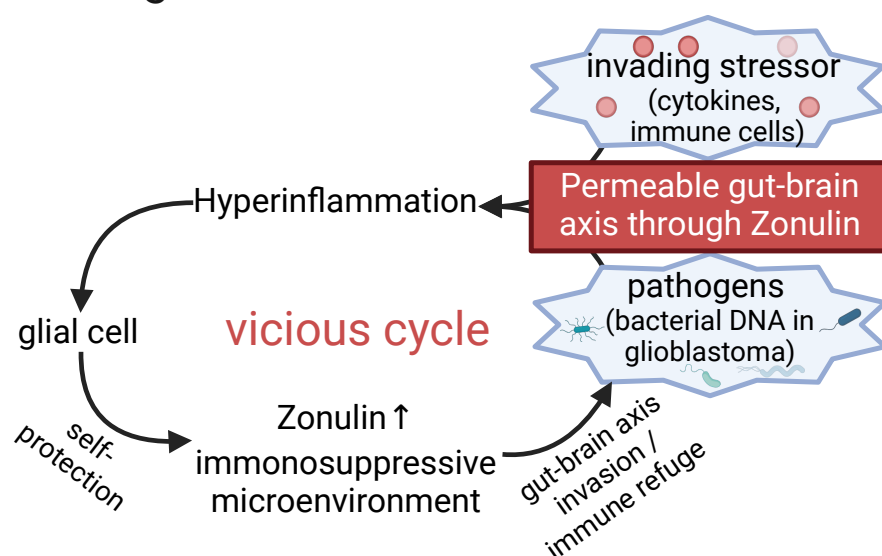 invading stressor
(cytokines,
immune cells)
Permeable gut-brain
axis through Zonulin
Hyperinflammation
pathogens
(bacterial DNA in
glioblastoma)
glial cell
vicious cycle
self-
protection
Zonulin↑
immonosuppressive
microenvironment
gut-brain axis
invasion /
immune refuge